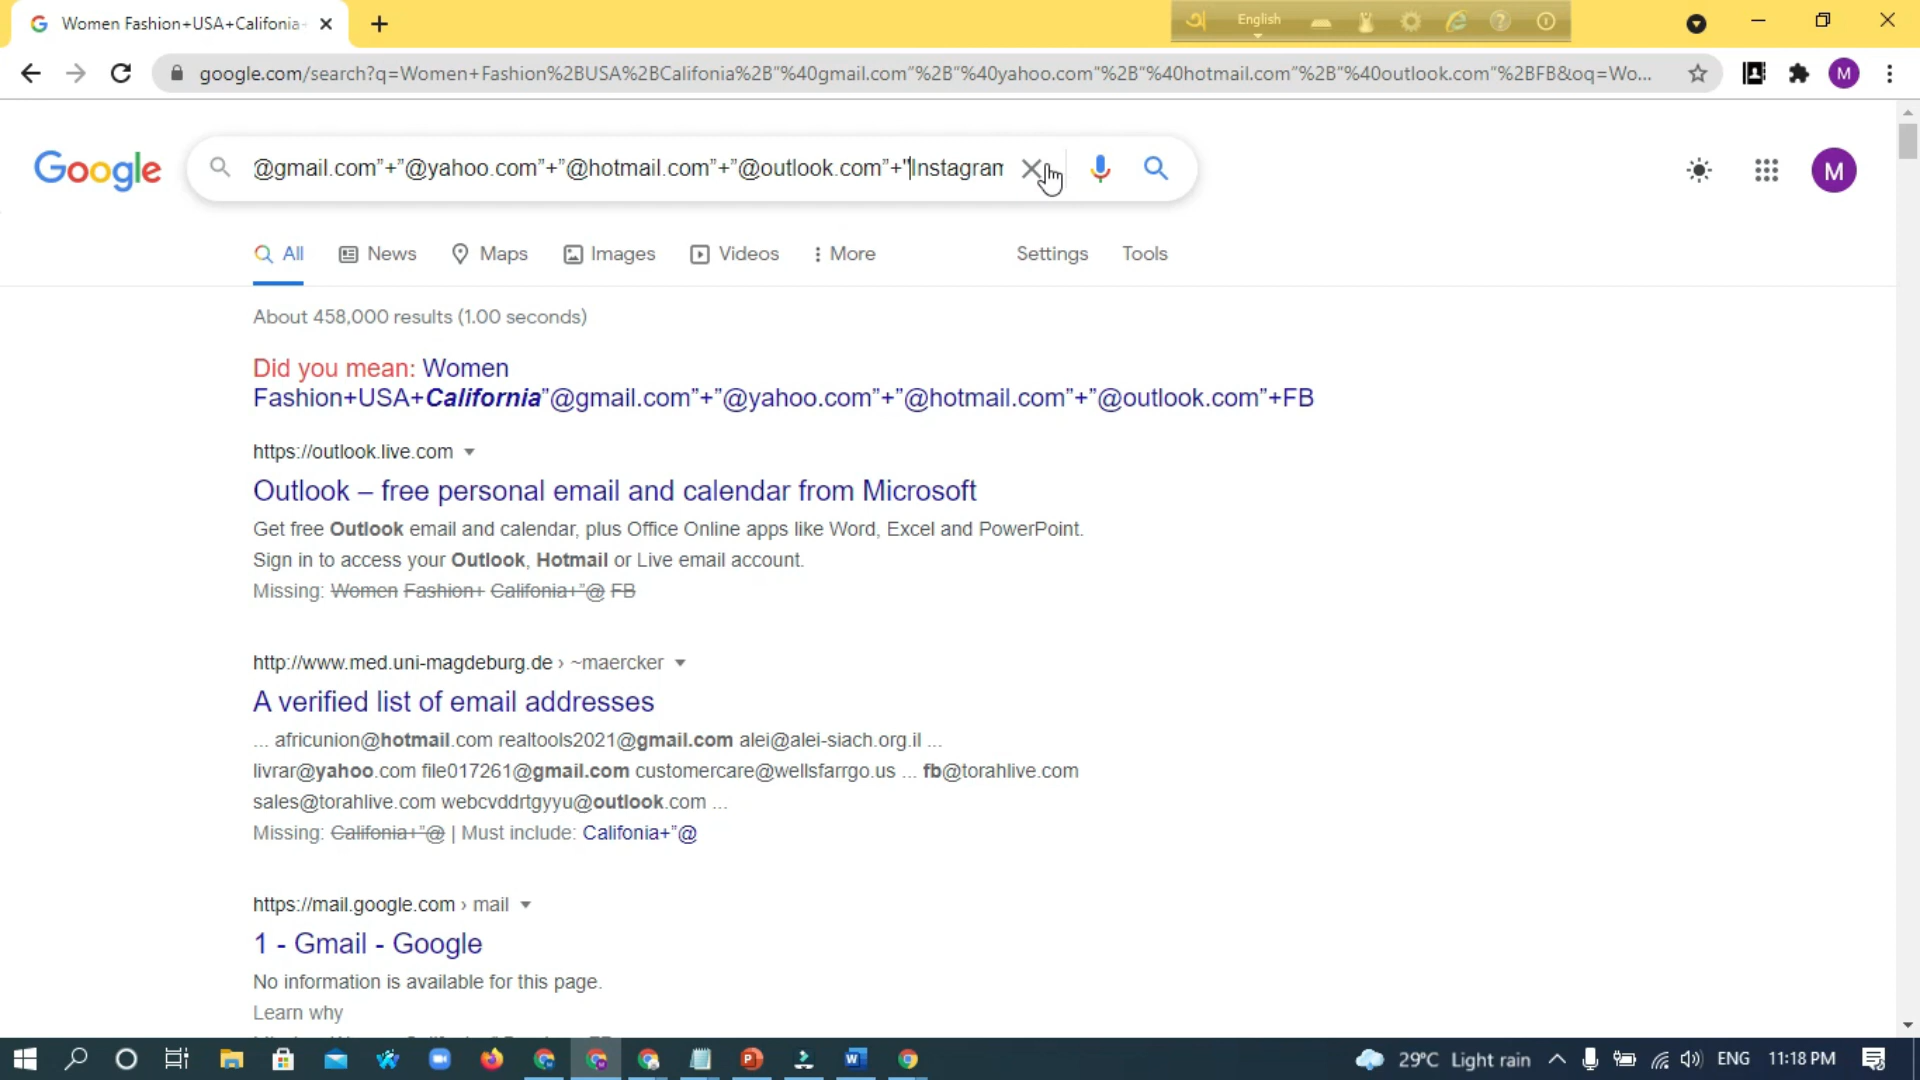 Women Fashion+USA+Califonia
English
google.com/search?q=Women+Fashion%2BUSA%2BCalifonia%2B"%40gmail.com"%2B"%40yahoo.com"%2B"%40hotmail.com"%2B"%40outlook.com"%2BFB&oq=Wo...
M
Google
@gmail.com”+”@yahoo.com”+”@hotmail.com”+”@outlook.com”+"Instagram
M
All
News
Maps
Images
Videos
More
Settings
Tools
About 458,000 results (1.00 seconds)
Did you mean: Women
Fashion+USA+California”@gmail.com”+”@yahoo.com”+”@hotmail.com”+”@outlook.com”+FB
https://outlook.live.com
Outlook – free personal email and calendar from Microsoft
Get free Outlook email and calendar, plus Office Online apps like Word, Excel and PowerPoint.
Sign in to access your Outlook, Hotmail or Live email account.
Missing: Women Fashion+ Califonia+”@ FB
http://www.med.uni-magdeburg.de › ~maercker
A verified list of email addresses
... africunion@hotmail.com realtools2021@gmail.com alei@alei-siach.org.il ...
livrar@yahoo.com file017261@gmail.com customercare@wellsfarrgo.us ... fb@torahlive.com
sales@torahlive.com webcvddrtgyyu@outlook.com ...
Missing: Califonia+”@ | Must include: Califonia+”@
https://mail.google.com › mail
1 - Gmail - Google
No information is available for this page.
Learn why
29°C Light rain
ENG
11:18 PM